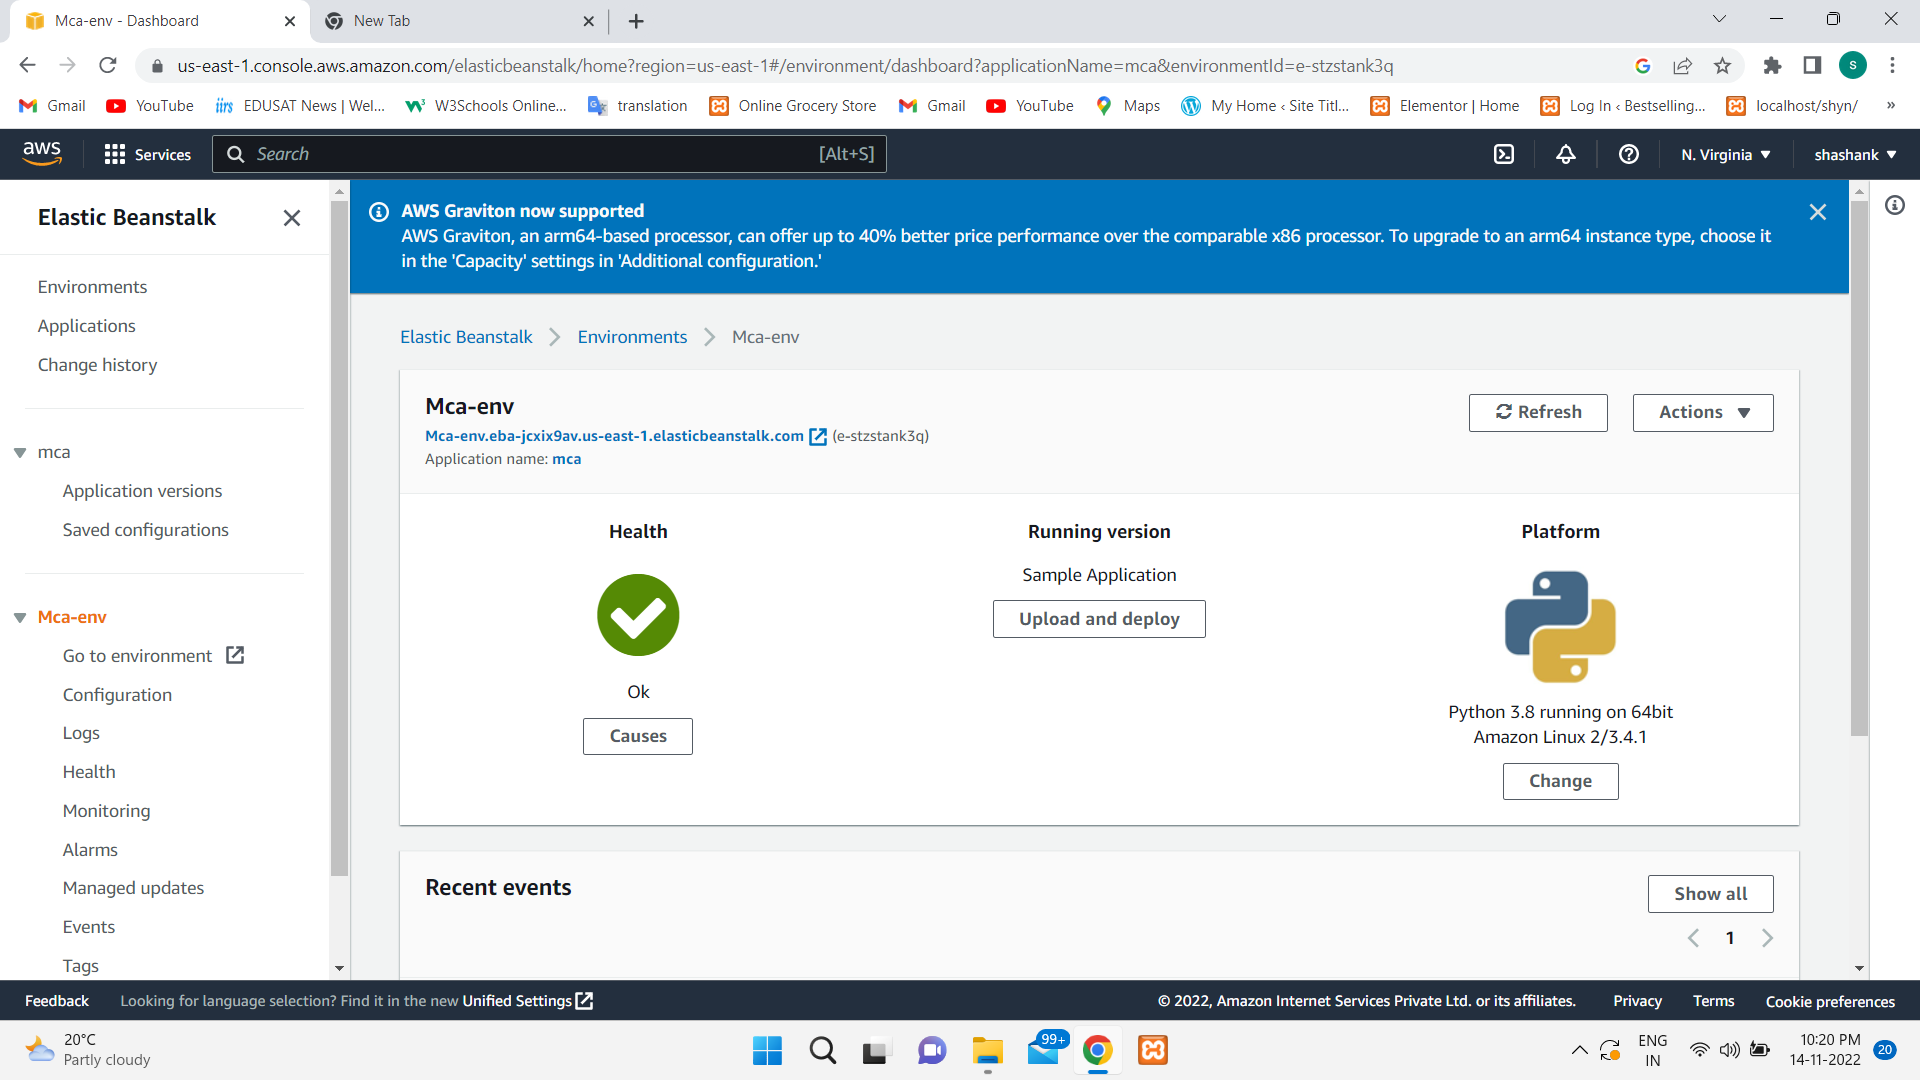 Mca-env - Dashboard
New Tab
us-east-1.console.aws.amazon.com/elasticbeanstalk/home?region=us-east-1#/environment/dashboard?applicationName=mca&environmentId=e-stzstank3q
S
Gmail
YouTube
iirs EDUSAT News | Wel...
W3Schools Online...
translation
Online Grocery Store
Gmail
YouTube
Maps
My Home ‹ Site Titl...
Elementor | Home
Log In ‹ Bestselling...
localhost/shyn/
»
aws
Services
Search
[Alt+S]
N. Virginia
shashank
Elastic Beanstalk
Environments
Applications
Change history
mca
Application versions
Saved configurations
Mca-env
Go to environment
Configuration
Logs
Health
Monitoring
Alarms
Managed updates
Events
Tags
AWS Graviton now supported
AWS Graviton, an arm64-based processor, can offer up to 40% better price performance over the comparable x86 processor. To upgrade to an arm64 instance type, choose it
in the 'Capacity' settings in 'Additional configuration.'
Elastic Beanstalk > Environments > Mca-env
Mca-env
Mca-env.eba-jcxix9av.us-east-1.elasticbeanstalk.com (e-stzstank3q)
Application name: mca
Refresh
Actions
Health
Ok
Causes
Running version
Sample Application
Upload and deploy
Platform
Python 3.8 running on 64bit
Amazon Linux 2/3.4.1
Change
Recent events
Show all
1
Feedback
Looking for language selection? Find it in the new Unified Settings
© 2022, Amazon Internet Services Private Ltd. or its affiliates.
Privacy
Terms
Cookie preferences
20°C
Partly cloudy
99+
ENG
IN
10:20 PM
14-11-2022
20